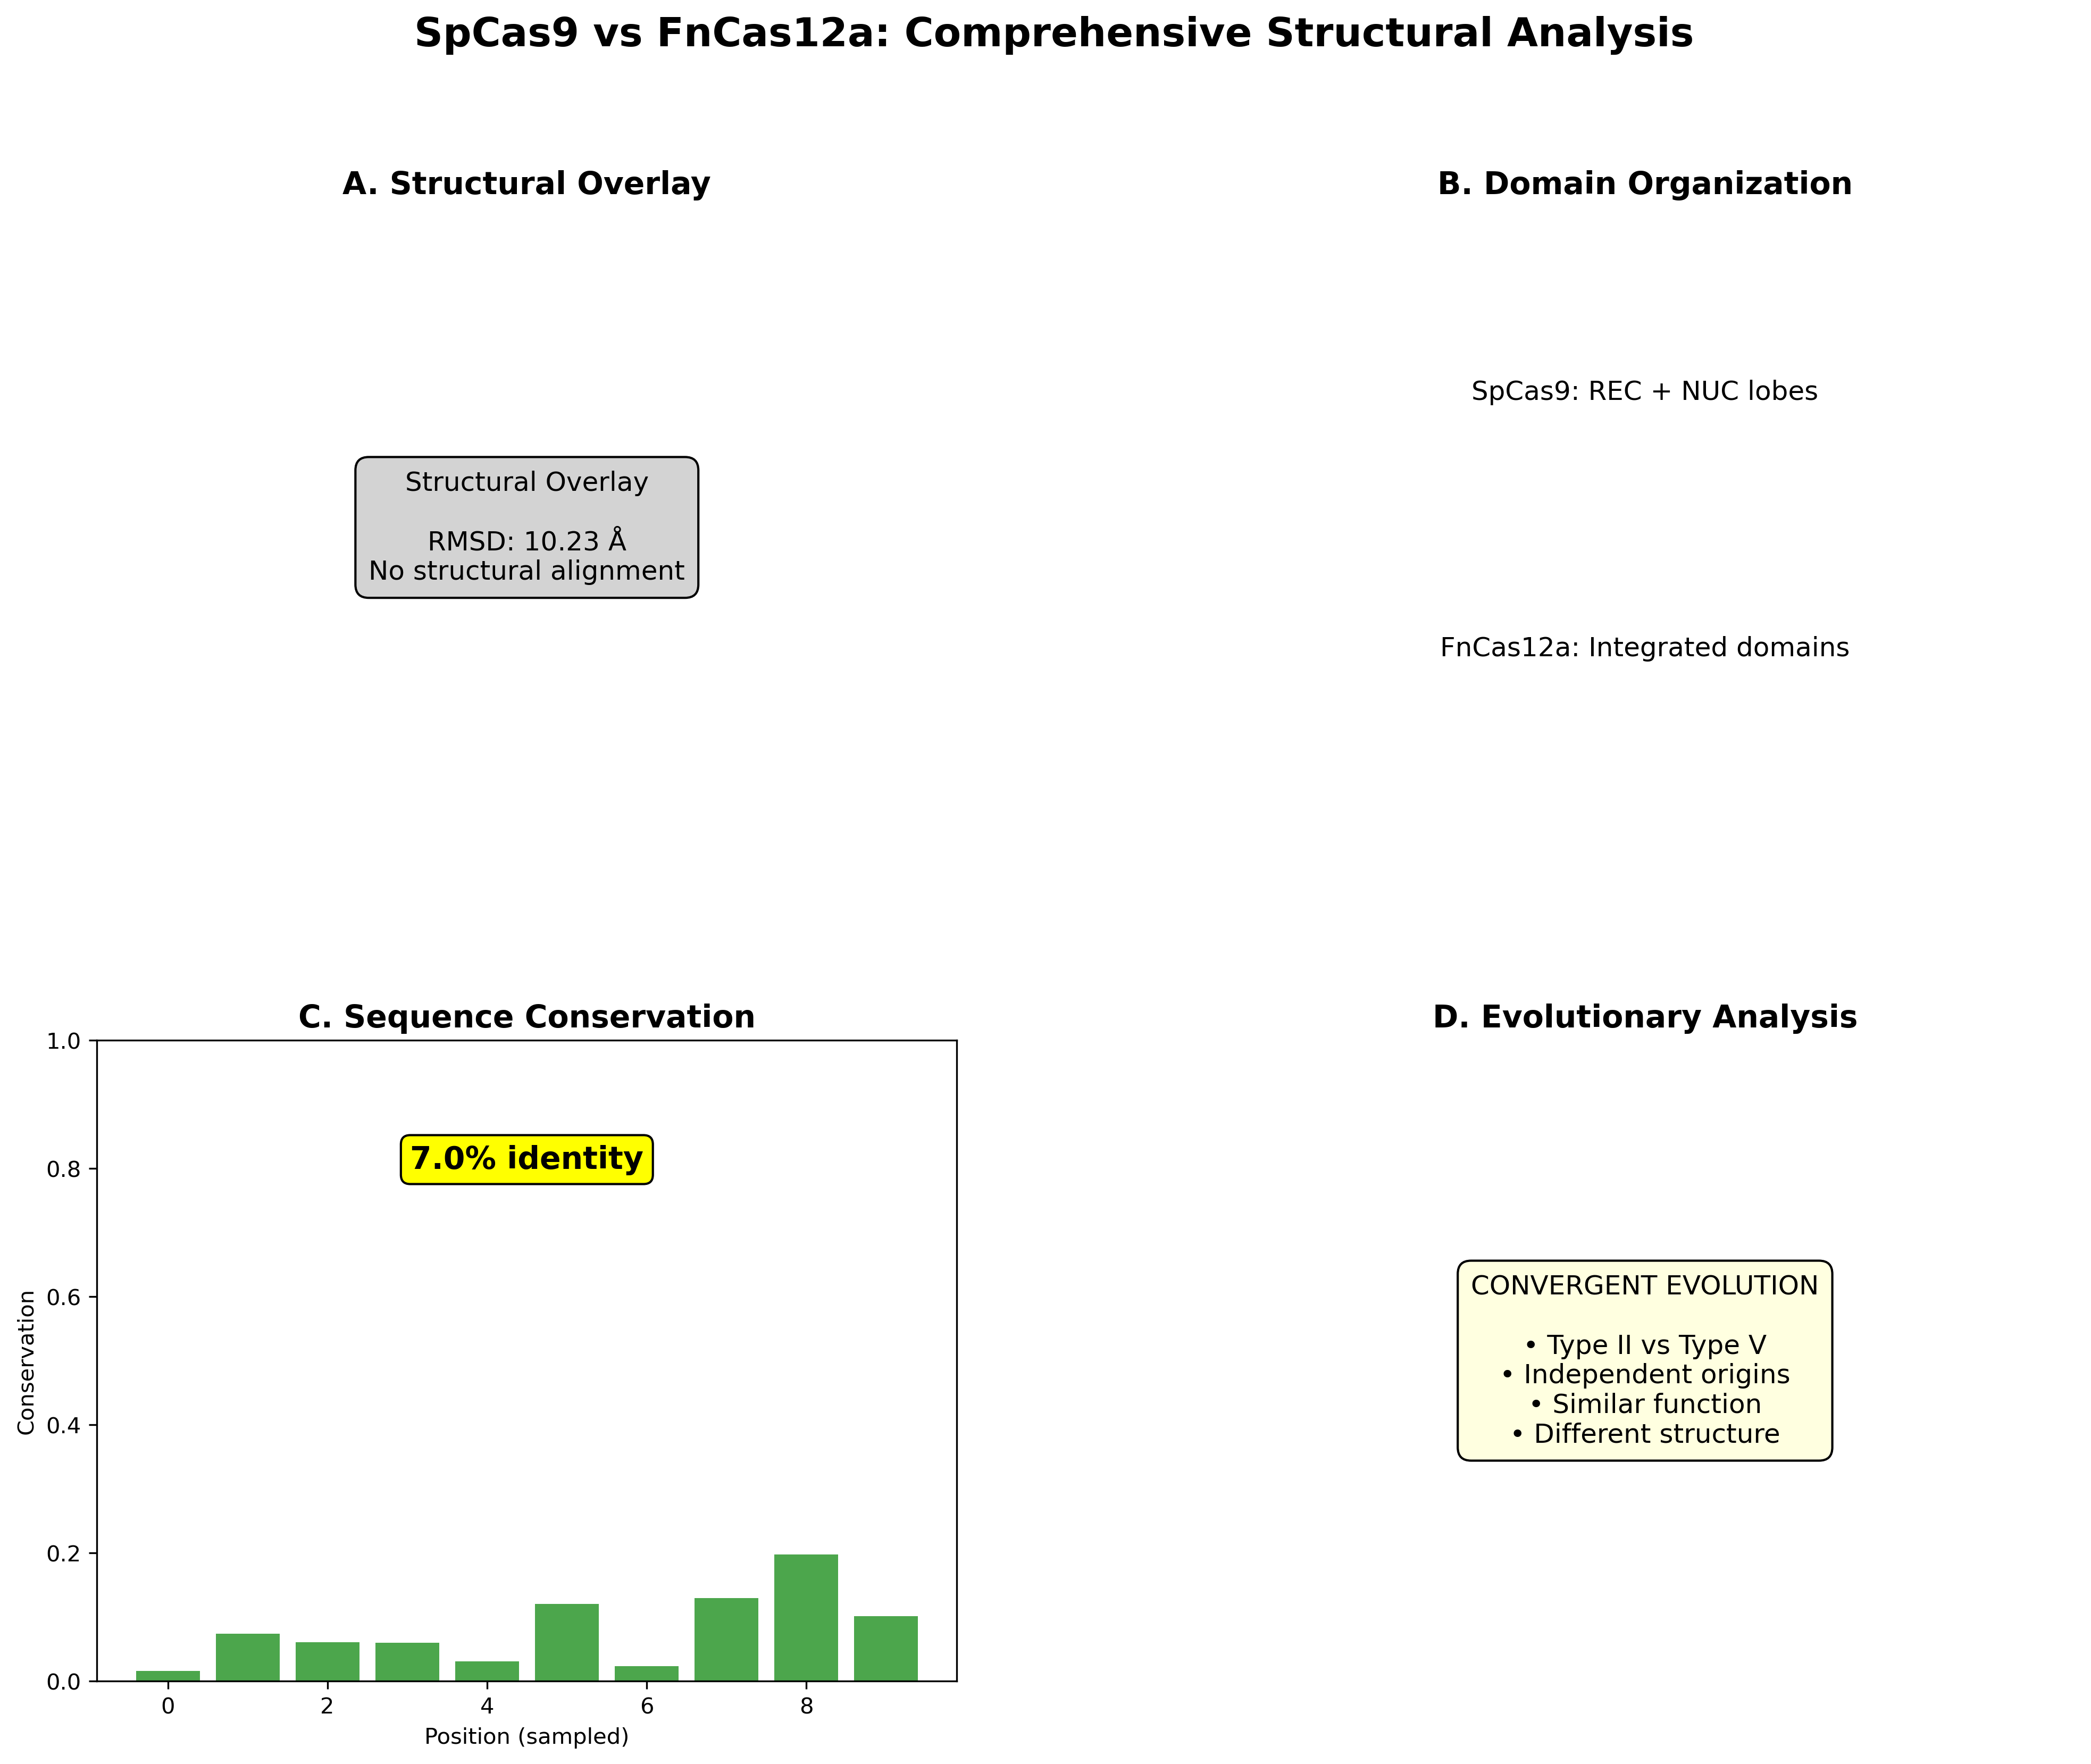 SpCas9 vs FnCas12a: Comprehensive Structural Analysis
A. Structural Overlay
Structural Overlay
RMSD: 10.23 Å
No structural alignment
B. Domain Organization
SpCas9: REC + NUC lobes
FnCas12a: Integrated domains
C. Sequence Conservation
1.0
0.8
0.6
0.4
0.2
0.0
Conservation
7.0% identity
0 2 4 6 8
Position (sampled)
D. Evolutionary Analysis
CONVERGENT EVOLUTION
• Type II vs Type V
• Independent origins
• Similar function
• Different structure